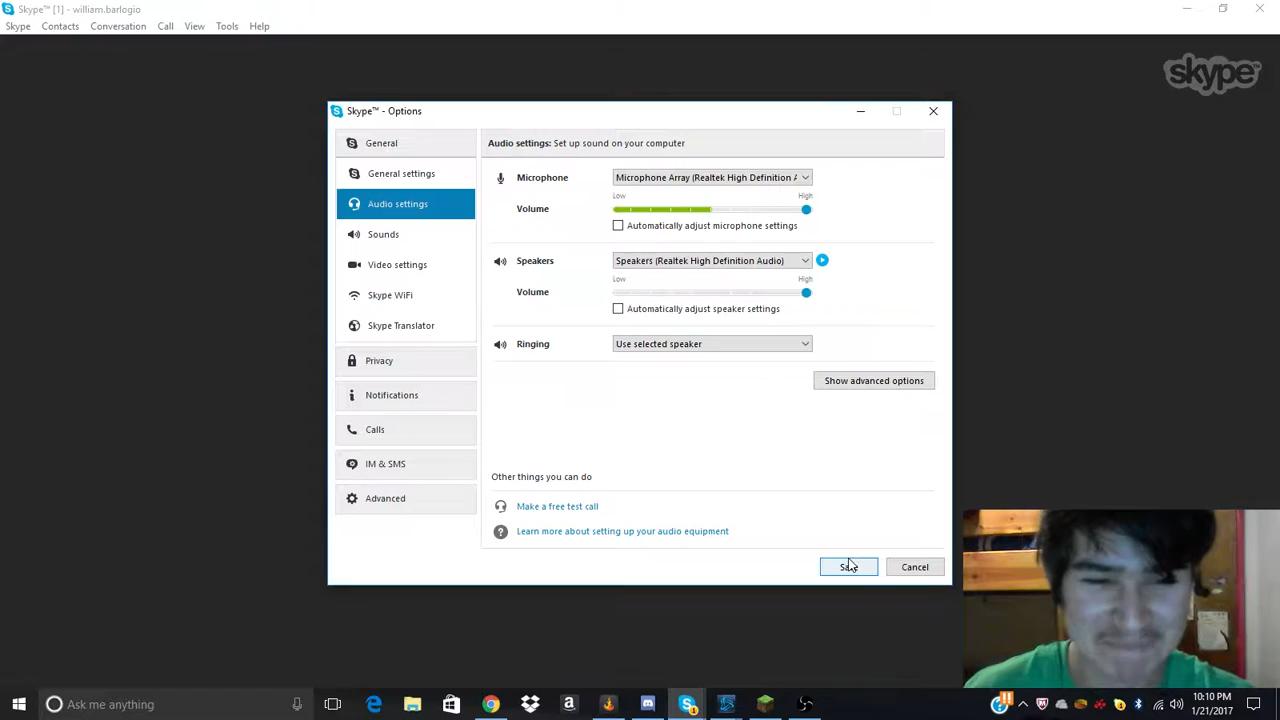 Skype™ [1] - william.barlogio
Skype Contacts Conversation Call View Tools Help
skype™
Skype™ - Options
General
General settings
Audio settings
Sounds
Video settings
Skype WiFi
Skype Translator
Privacy
Notifications
Calls
IM & SMS
Advanced
Audio settings: Set up sound on your computer
Microphone Microphone Array (Realtek High Definition A
Low High
Volume
Automatically adjust microphone settings
Speakers Speakers (Realtek High Definition Audio)
Low High
Volume
Automatically adjust speaker settings
Ringing Use selected speaker
Show advanced options
Other things you can do
Make a free test call
Learn more about setting up your audio equipment
Cancel
Ask me anything
10:10 PM
1/21/2017